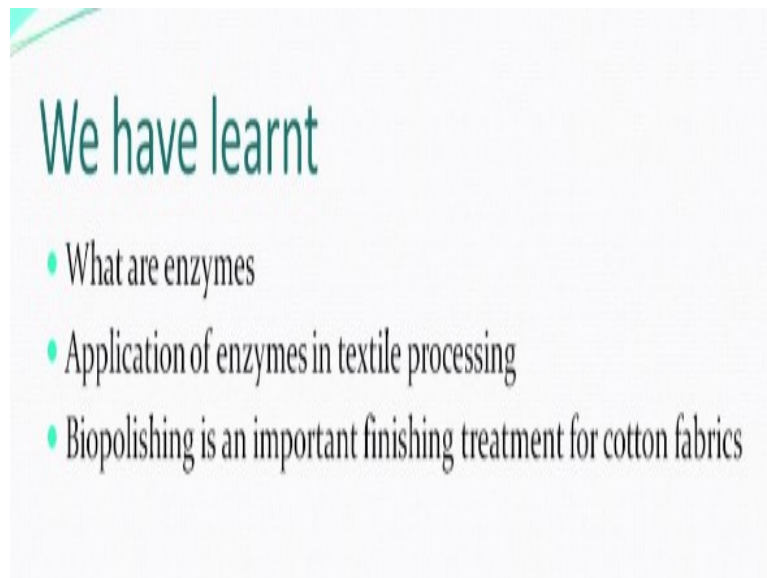 We have learnt
What are enzymes
Application of enzymes in textile processing
Biopolishing is an important finishing treatment for cotton fabrics